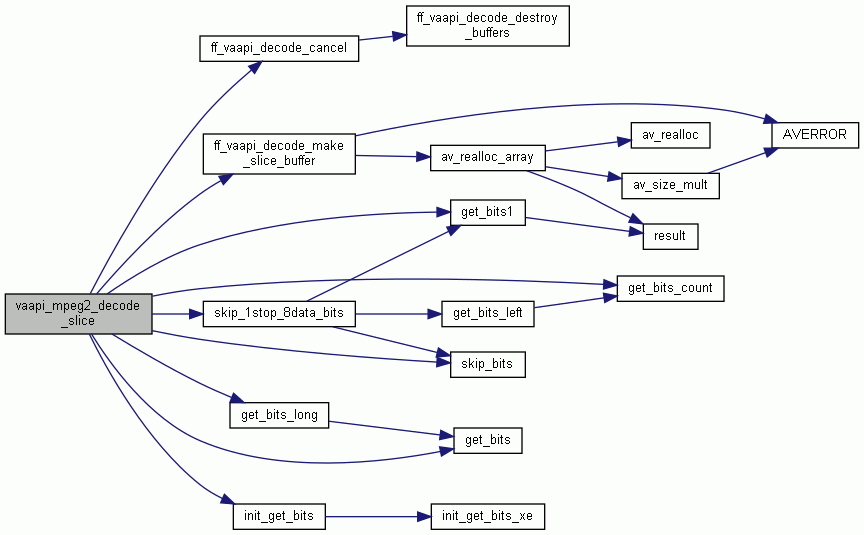 ff_vaapi_decode_destroy
_buffers
ff_vaapi_decode_cancel
ff_vaapi_decode_make
_slice_buffer
av_realloc
AVERROR
av_realloc_array
av_size_mult
get_bits1
result
vaapi_mpeg2_decode
_slice
skip_1stop_8data_bits
get_bits_left
get_bits_count
skip_bits
get_bits_long
get_bits
init_get_bits
init_get_bits_xe